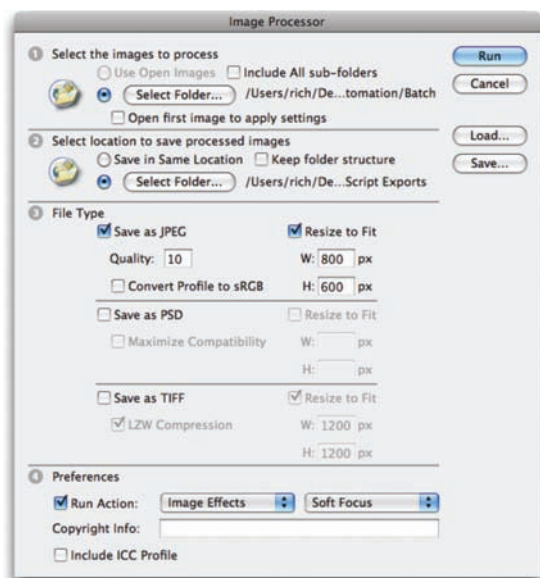 Image Processor
1 Select the images to process
Use Open Images Include All sub-folders
Select Folder... /Users/rich/De...tomation/Batch
Open first image to apply settings
Run
Cancel
2 Select location to save processed images
Save in Same Location Keep folder structure
Select Folder... /Users/rich/De...Script Exports
Load...
Save...
3 File Type
Save as JPEG Resize to Fit
Quality: 10 W: 800 px
Convert Profile to sRGB H: 600 px
Save as PSD Resize to Fit
Maximize Compatibility W: px
H: px
Save as TIFF Resize to Fit
LZW Compression W: 1200 px
H: 1200 px
4 Preferences
Run Action: Image Effects Soft Focus
Copyright Info:
Include ICC Profile